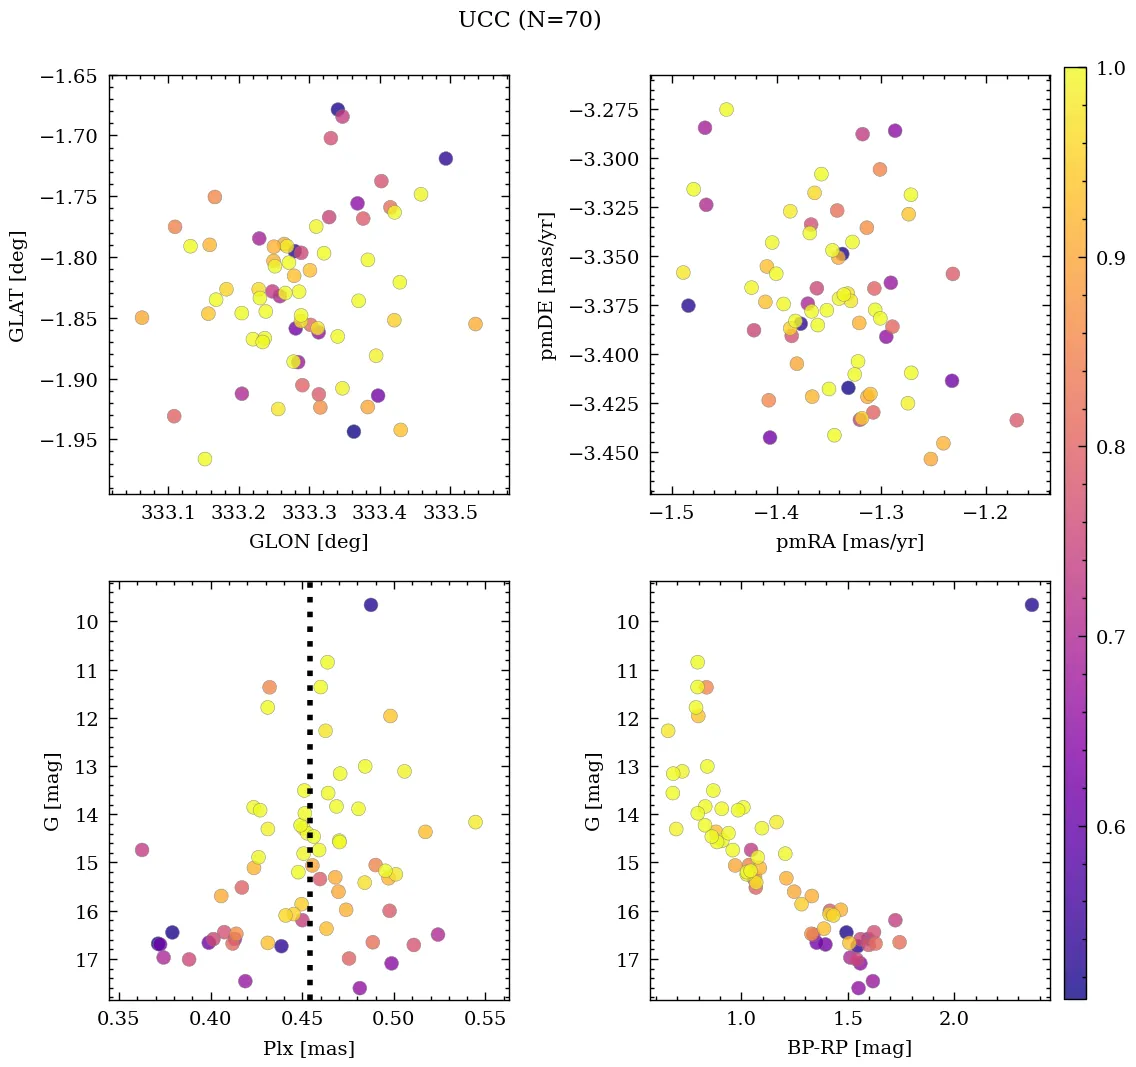 UCC (N=70)
−1.65
−1.70
−1.75
−1.80
−1.85
−1.90
−1.95
GLAT [deg]
333.1 333.2 333.3 333.4 333.5
GLON [deg]
−3.275
−3.300
−3.325
−3.350
−3.375
−3.400
−3.425
−3.450
pmDE [mas/yr]
−1.5 −1.4 −1.3 −1.2
pmRA [mas/yr]
1.0
0.9
0.8
0.7
0.6
10
11
12
13
14
15
16
17
G [mag]
0.35 0.40 0.45 0.50 0.55
Plx [mas]
10
11
12
13
14
15
16
17
G [mag]
1.0 1.5 2.0
BP-RP [mag]